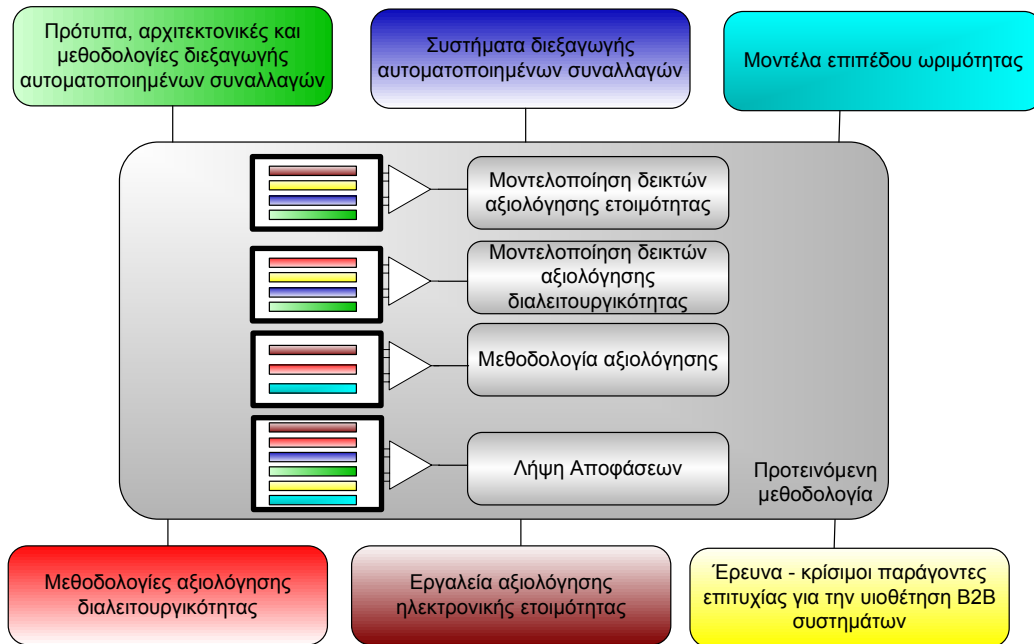 Πρότυπα, αρχιτεκτονικές και
μεθοδολογίες διεξαγωγής
αυτοματοποιημένων συναλλαγών
Συστήματα διεξαγωγής
αυτοματοποιημένων συναλλαγών
Μοντέλα επιπέδου ωριμότητας
Μοντελοποίηση δεικτών
αξιολόγησης ετοιμότητας
Μοντελοποίηση δεικτών
αξιολόγησης
διαλειτουργικότητας
Μεθοδολογία αξιολόγησης
Λήψη Αποφάσεων
Προτεινόμενη
μεθοδολογία
Μεθοδολογίες αξιολόγησης
διαλειτουργικότητας
Εργαλεία αξιολόγησης
ηλεκτρονικής ετοιμότητας
Έρευνα - κρίσιμοι παράγοντες
επιτυχίας για την υιοθέτηση B2B
συστημάτων